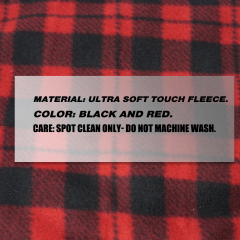 MATERIAL: ULTRA SOFT TOUCH FLEECE.
COLOR: BLACK AND RED.
CARE: SPOT CLEAN ONLY- DO NOT MACHINE WASH.